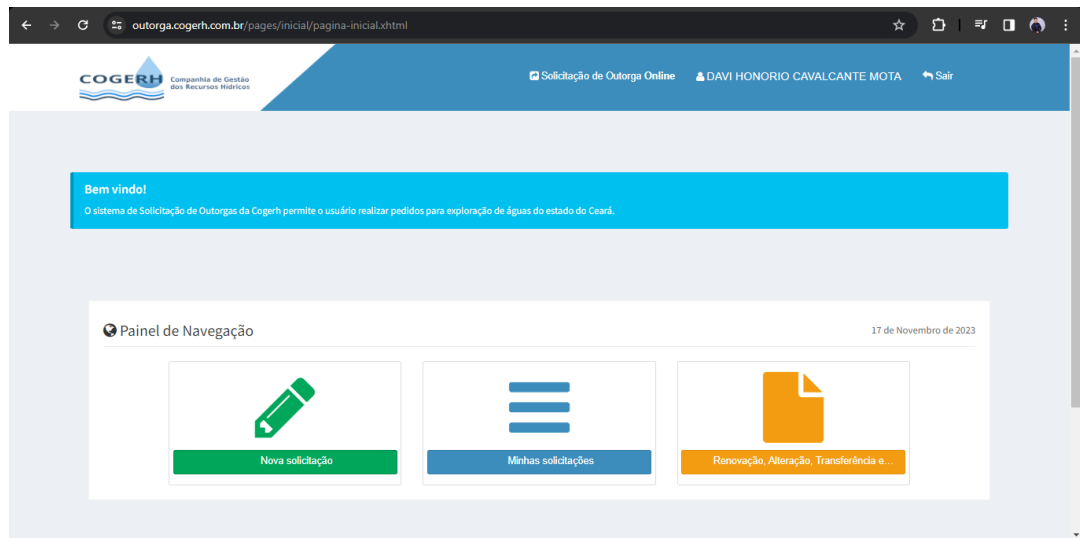 outorga.cogerh.com.br/pages/inicial/pagina-inicial.xhtml
COGERH
Companhia de Gestão
dos Recursos Hídricos
Solicitação de Outorga Online
DAVI HONORIO CAVALCANTE MOTA
Sair
Bem vindo!
O sistema de Solicitação de Outorgas da Cogerh permite o usuário realizar pedidos para exploração de águas do estado do Ceará.
Painel de Navegação
17 de Novembro de 2023
Nova solicitação
Minhas solicitações
Renovação, Alteração, Transferência e...